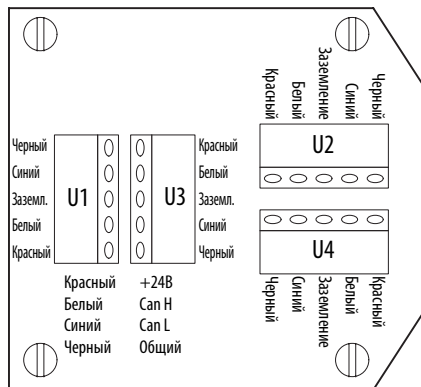 Черный
Синий
Заземл.
Белый
Красный
U1
U3
Красный
Белый
Заземл.
Синий
Черный
Красный
Белый
Заземление
Синий
Черный
U2
U4
Черный
Синий
Заземление
Белый
Красный
Красный +24В
Белый Can H
Синий Can L
Черный Общий